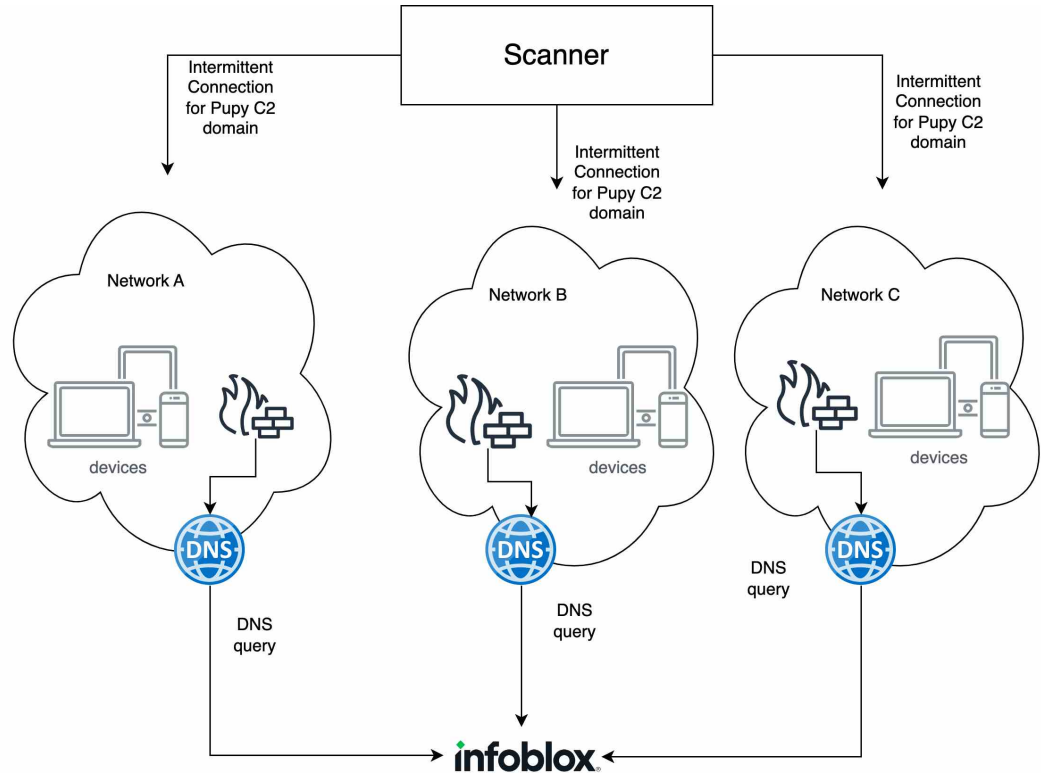 Scanner
Intermittent
Connection
for Pupy C2
domain
Intermittent
Connection
for Pupy C2
domain
Intermittent
Connection
for Pupy C2
domain
Network A
devices
DNS
DNS
query
Network B
devices
DNS
DNS
query
Network C
devices
DNS
DNS
query
infoblox